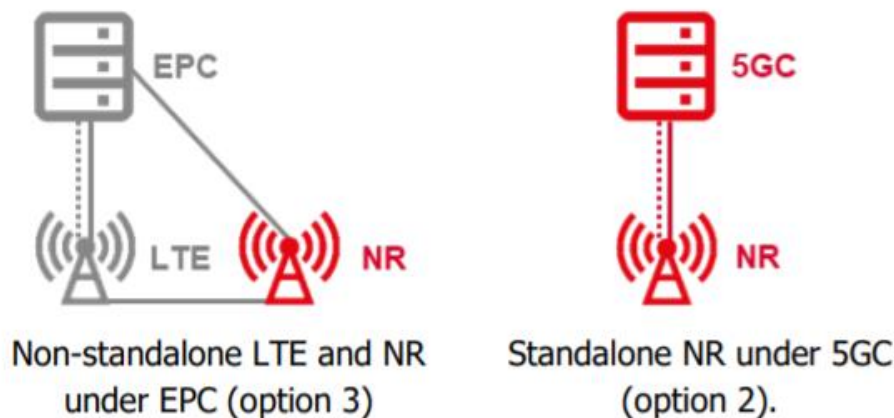 EPC
5GC
LTE
NR
NR
Non-standalone LTE and NR
under EPC (option 3)
Standalone NR under 5GC
(option 2).